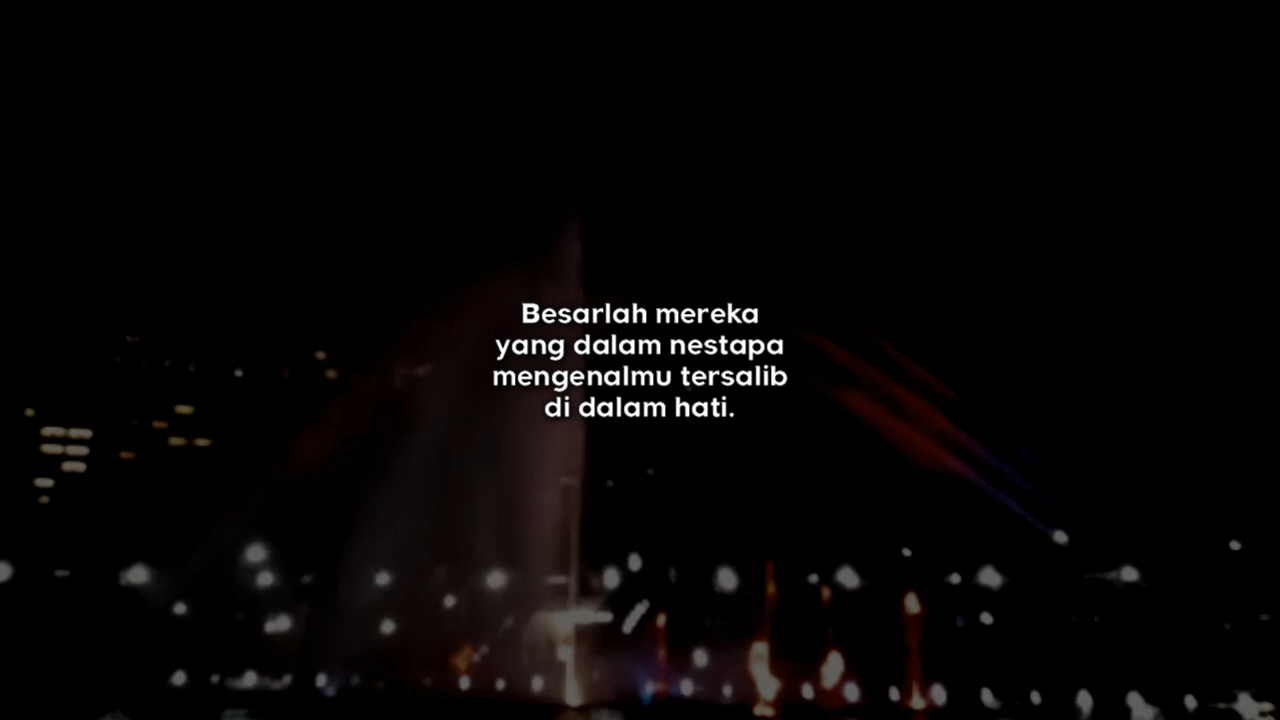 Besarlah mereka
yang dalam nestapa
mengenalmu tersalib
di dalam hati.